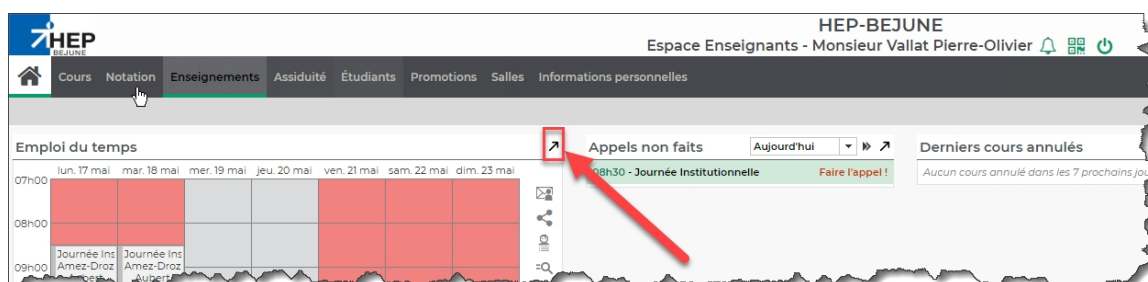 HEP
BEJUNE
HEP-BEJUNE
Espace Enseignants - Monsieur Vallat Pierre-Olivier
Cours Notation Enseignements Assiduité Étudiants Promotions Salles Informations personnelles
Emploi du temps
lun. 17 mai mar. 18 mai mer. 19 mai jeu. 20 mai ven. 21 mai sam. 22 mai dim. 23 mai
07h00
08h00
09h00
Journée Ins Journée Ins
Amez-Droz Amez-Droz
Aubert Aubert
Appels non faits Aujourd'hui
08h30 - Journée Institutionnelle Faire l'appel !
Derniers cours annulés
Aucun cours annulé dans les 7 prochains jou